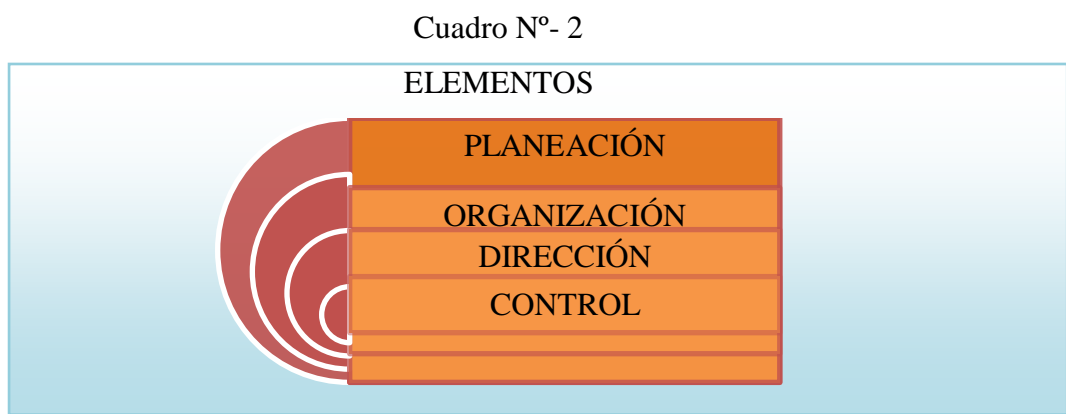 Cuadro Nº- 2
ELEMENTOS
PLANEACIÓN
ORGANIZACIÓN
DIRECCIÓN
CONTROL